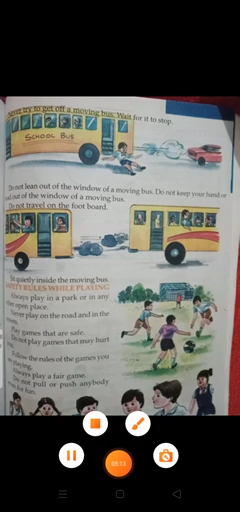 Never try to get off a moving bus. Wait for it to stop.
SCHOOL BUS
Do not lean out of the window of a moving bus. Do not keep your hand or
out of the window of a moving bus.
Do not travel on the foot board.
Sit quietly inside the moving bus.
SAFETY RULES WHILE PLAYING
Always play in a park or in any
open place.
Never play on the road and in the
Play games that are safe.
Do not play games that may hurt
Follow the rules of the games you
playing.
Always play a fair game.
Do not pull or push anybody
for fun.
05:13